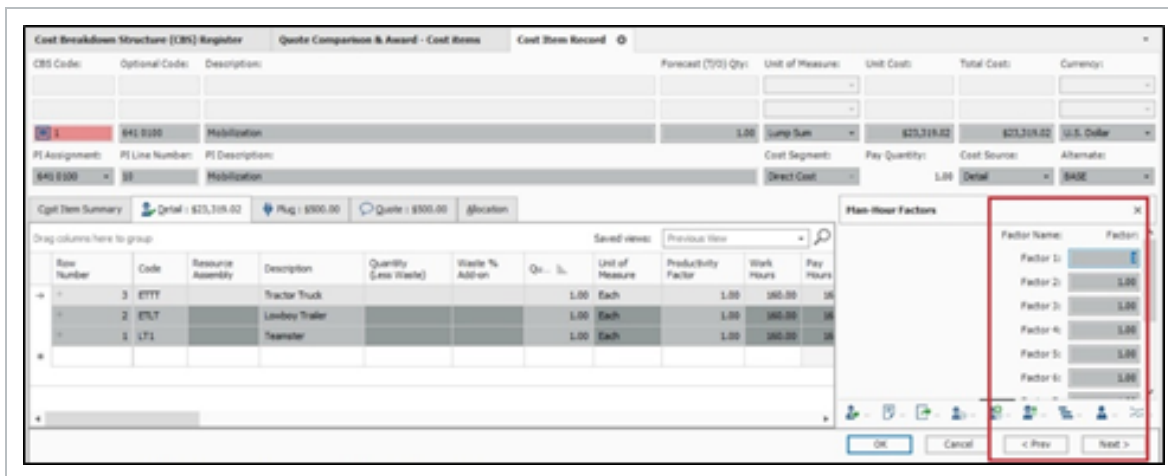 Cost Breakdown Structure (CBS) Register Quote Comparison & Award - Cost Items Cost Item Record
CBS Code: Optional Code: Description: Forecast (T/O) Qty: Unit of Measure: Unit Cost: Total Cost: Currency:
1 641 0100 Mobilization 1.00 Lump Sum $23,319.02 $23,319.02 U.S. Dollar
PI Assignment: PI Line Number: PI Description: Cost Segment: Pay Quantity: Cost Source: Alternate:
641 0100 10 Mobilization Direct Cost 1.00 Detail BASE
Cost Item Summary Detail : $23,319.02 Plug : $500.00 Quote : $500.00 Allocation Man-Hour Factors
Drag columns here to group Saved views: Previous View Factor Name: Factor:
Row Number Code Resource Assembly Description Quantity (Less Waste) Waste % Add-on Qu... Unit of Measure Productivity Factor Work Hours Pay Hours
Factor 1:
3 ETTT Tractor Truck 1.00 Each 1.00 160.00 16
Factor 2: 1.00
2 ETLT Lowboy Trailer 1.00 Each 1.00 160.00 16
Factor 3: 1.00
1 LT1 Teamster 1.00 Each 1.00 160.00 16
Factor 4: 1.00
Factor 5: 1.00
Factor 6: 1.00
OK Cancel < Prev Next >